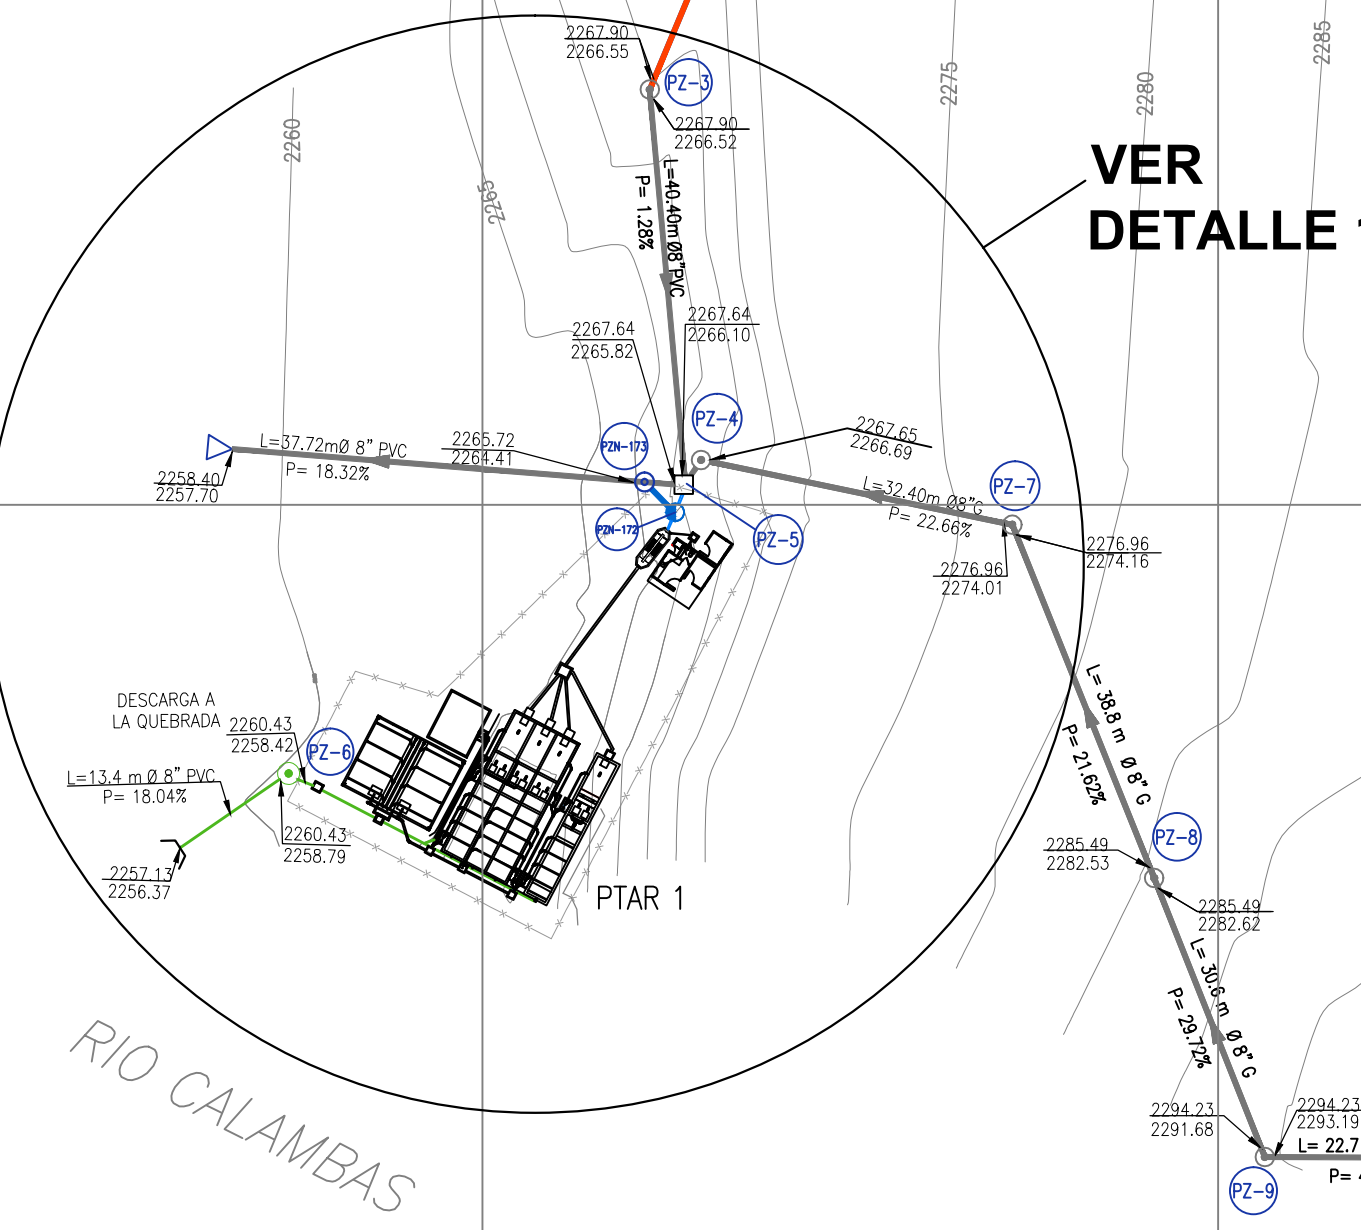 2267.90
2266.55
PZ-3
2285
2275
2280
2260
2265
2267.90
2266.52
VER
DETALLE
L=40.40m Ø8"PVC
P= 1.28%
2267.64
2265.82
2267.64
2266.10
PZ-4
PZN-173
L=37.72mØ 8" PVC
P= 18.32%
2265.72
2264.41
2267.65
2266.69
2258.40
2257.70
L=32.40m Ø8"G
P= 22.66%
PZ-7
PZN-172
PZ-5
2276.96
2274.16
2276.96
2274.01
L= 38.8 m Ø 8" G
P= 21.62%
DESCARGA A
LA QUEBRADA
2260.43
2258.42
PZ-6
L=13.4 m Ø 8" PVC
P= 18.04%
2260.43
2258.79
2257.13
2256.37
PTAR 1
PZ-8
2285.49
2282.53
2285.49
2282.62
L= 30.6 m Ø 8" G
P= 29.72%
RIO CALAMBAS
2294.23
2291.68
2294.23
2293.19
L= 22.7
P=
PZ-9